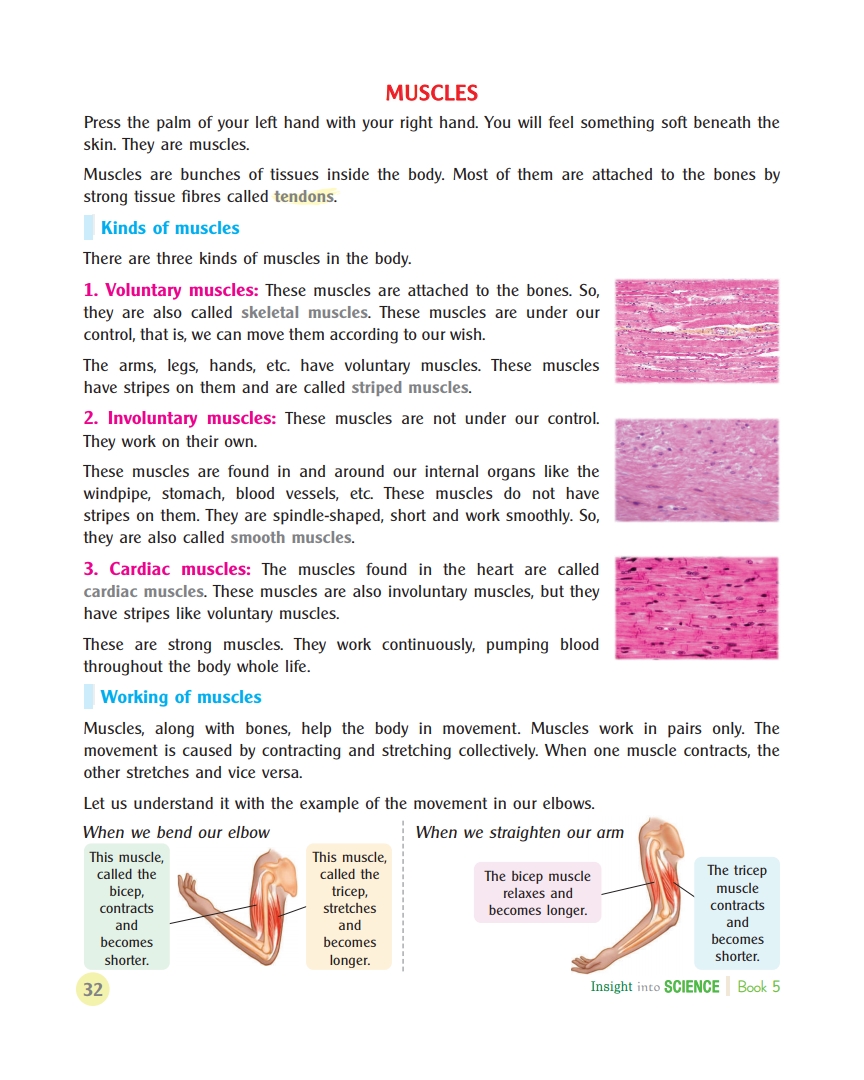 MUSCLES
Press the palm of your left hand with your right hand. You will feel something soft beneath the
skin. They are muscles.
Muscles are bunches of tissues inside the body. Most of them are attached to the bones by
strong tissue fibres called tendons.
Kinds of muscles
There are three kinds of muscles in the body.
1. Voluntary muscles: These muscles are attached to the bones. So,
they are also called skeletal muscles. These muscles are under our
control, that is, we can move them according to our wish.
The arms, legs, hands, etc. have voluntary muscles. These muscles
have stripes on them and are called striped muscles.
2. Involuntary muscles: These muscles are not under our control.
They work on their own.
These muscles are found in and around our internal organs like the
windpipe, stomach, blood vessels, etc. These muscles do not have
stripes on them. They are spindle-shaped, short and work smoothly. So,
they are also called smooth muscles.
3. Cardiac muscles: The muscles found in the heart are called
cardiac muscles. These muscles are also involuntary muscles, but they
have stripes like voluntary muscles.
These are strong muscles. They work continuously, pumping blood
throughout the body whole life.
Working of muscles
Muscles, along with bones, help the body in movement. Muscles work in pairs only. The
movement is caused by contracting and stretching collectively. When one muscle contracts, the
other stretches and vice versa.
Let us understand it with the example of the movement in our elbows.
When we bend our elbow
This muscle,
called the
bicep,
contracts
and
becomes
shorter.
This muscle,
called the
tricep,
stretches
and
becomes
longer.
When we straighten our arm
The bicep muscle
relaxes and
becomes longer.
The tricep
muscle
contracts
and
becomes
shorter.
32
Insight into SCIENCE Book 5